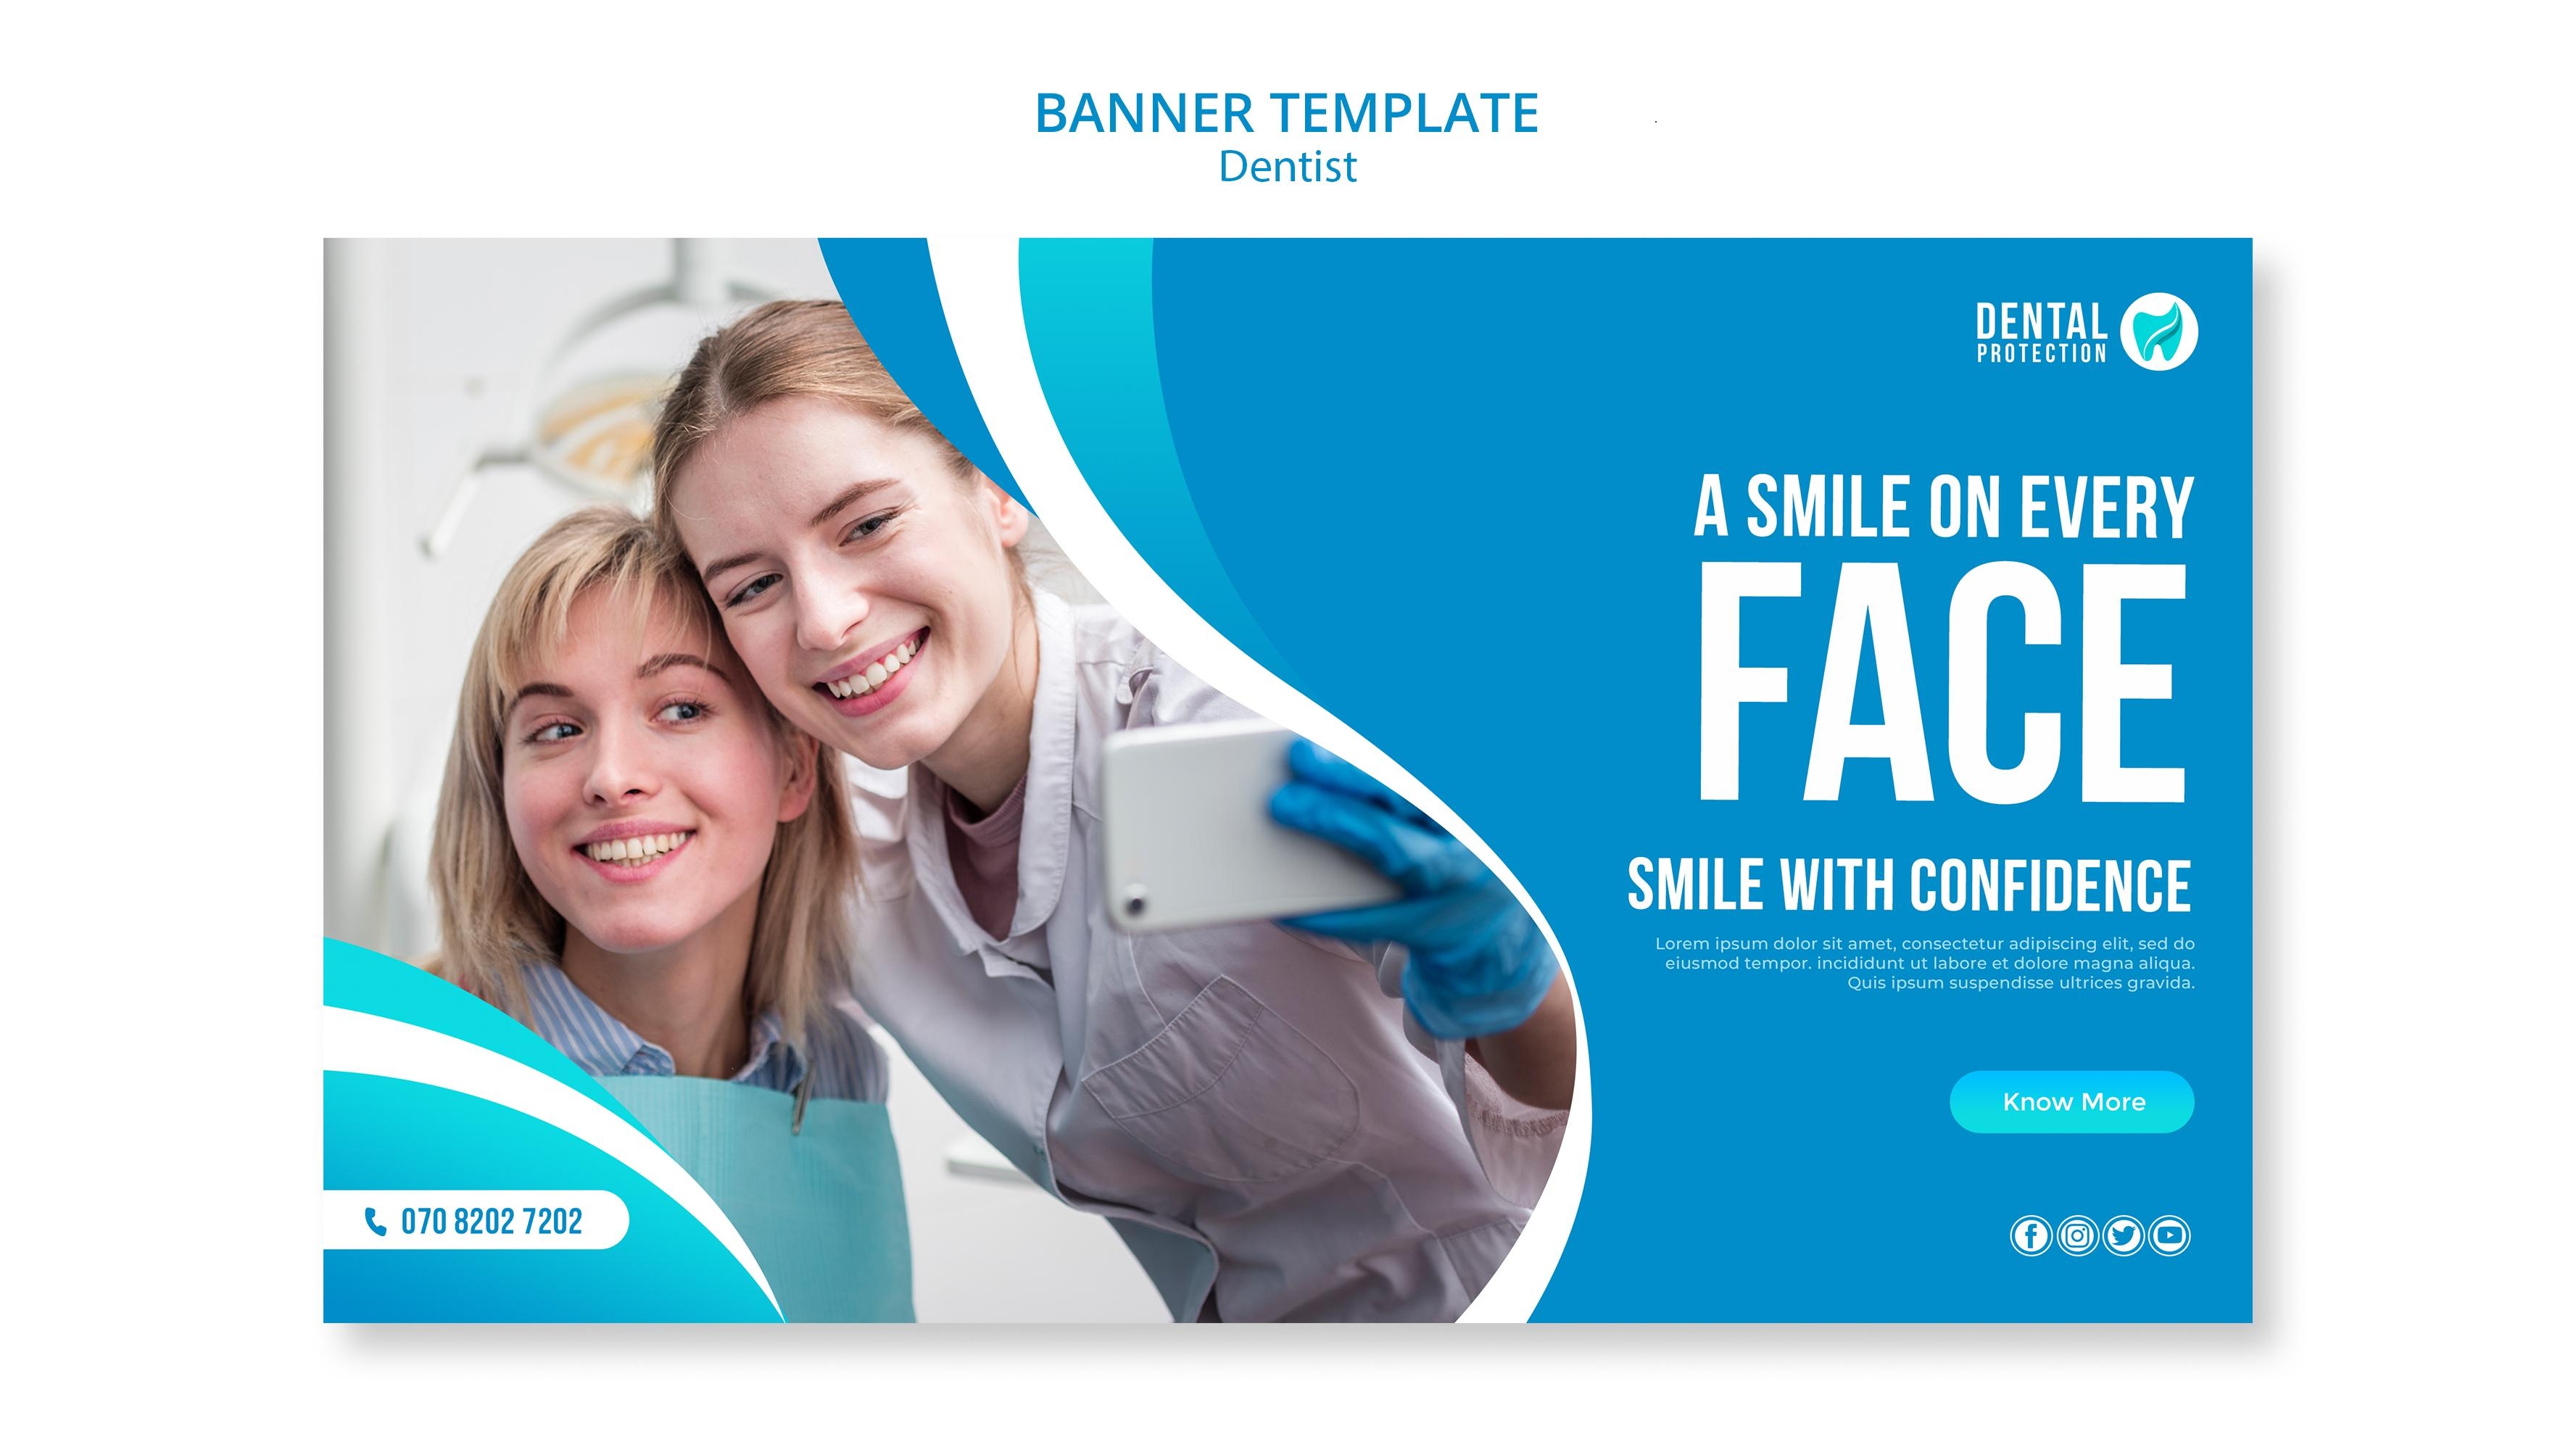 BANNER TEMPLATE
Dentist
DENTAL
PROTECTION
A SMILE ON EVERY
FACE
SMILE WITH CONFIDENCE
Lorem ipsum dolor sit amet, consectetur adipiscing elit, sed do
eiusmod tempor. incididunt ut labore et dolore magna aliqua.
Quis ipsum suspendisse ultrices gravida.
Know More
070 8202 7202